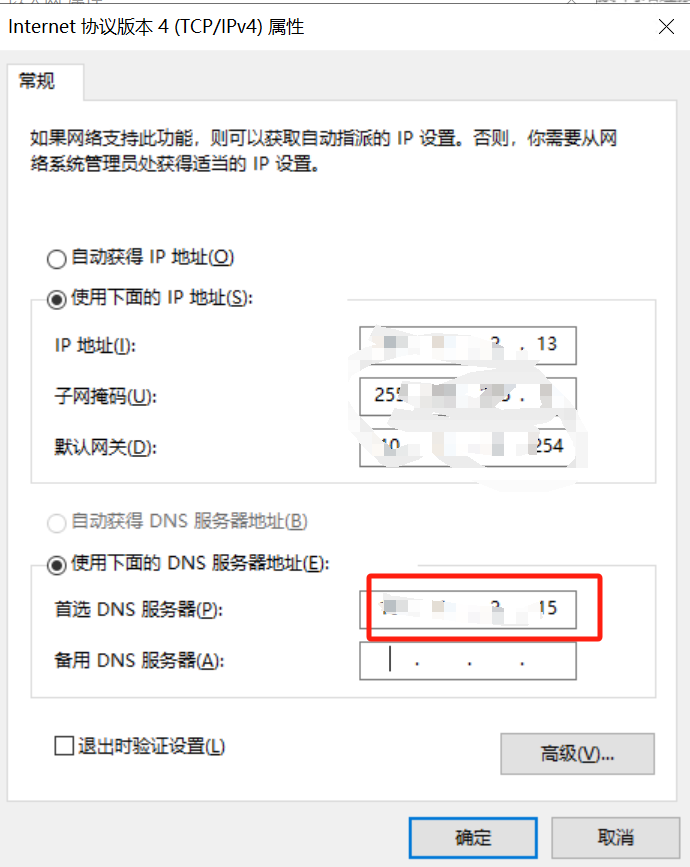 Internet 协议版本 4 (TCP/IPv4) 属性
常规
如果网络支持此功能，则可以获取自动指派的 IP 设置。否则，你需要从网
络系统管理员处获得适当的 IP 设置。
自动获得 IP 地址(O)
使用下面的 IP 地址(S):
IP 地址(I): . 13
子网掩码(U): 255 .
默认网关(D): 10 254
自动获得 DNS 服务器地址(B)
使用下面的 DNS 服务器地址(E):
首选 DNS 服务器(P): 15
备用 DNS 服务器(A): . . .
退出时验证设置(L)
高级(V)...
确定
取消